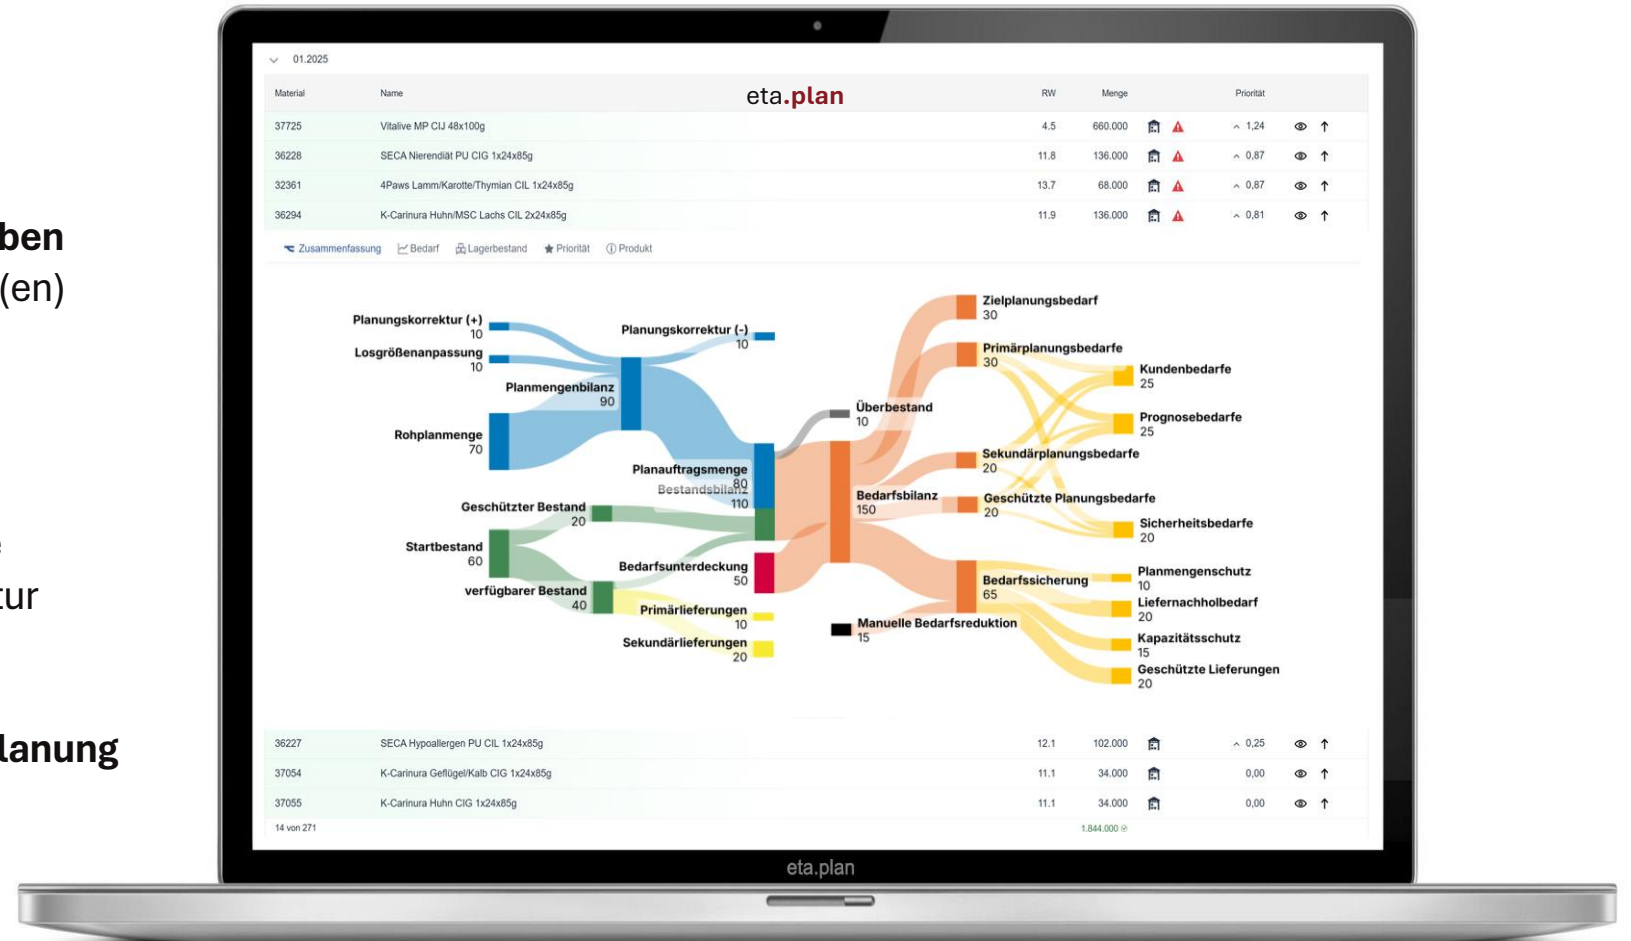 ben
(en)
e
tur
lanung
01.2025
Material Name eta.plan RW Menge Priorität
37725 Vitalive MP CIJ 48x100g 4.5 660.000 1,24
36228 SECA Nierendiät PU CIG 1x24x85g 11.8 136.000 0,87
32361 4Paws Lamm/Karotte/Thymian CIL 1x24x85g 13.7 68.000 0,87
36294 K-Carinura Huhn/MSC Lachs CIL 2x24x85g 11.9 136.000 0,81
Zusammenfassung Bedarf Lagerbestand Priorität Produkt
Planungskorrektur (+)
10
Losgrößenanpassung
10
Planmengenbilanz
90
Rohplanmenge
70
Geschützter Bestand
20
Startbestand
60
verfügbarer Bestand
40
Planungskorrektur (-)
10
Planauftragsmenge
80
Bestandsbilanz
110
Bedarfsunterdeckung
50
Primärlieferungen
10
Sekundärlieferungen
20
Überbestand
10
Bedarfsbilanz
150
Manuelle Bedarfsreduktion
15
Zielplanungsbedarf
30
Primärplanungsbedarfe
30
Sekundärplanungsbedarfe
20
Geschützte Planungsbedarfe
20
Bedarfssicherung
65
Kundenbedarfe
25
Prognosebedarfe
25
Sicherheitsbedarfe
20
Planmengenschutz
10
Liefernachholbedarf
20
Kapazitätsschutz
15
Geschützte Lieferungen
20
36227 SECA Hypoallergen PU CIL 1x24x85g 12.1 102.000 0,25
37054 K-Carinura Geflügel/Kalb CIG 1x24x85g 11.1 34.000 0,00
37055 K-Carinura Huhn CIG 1x24x85g 11.1 34.000 0,00
14 von 271 1.844.000
eta.plan